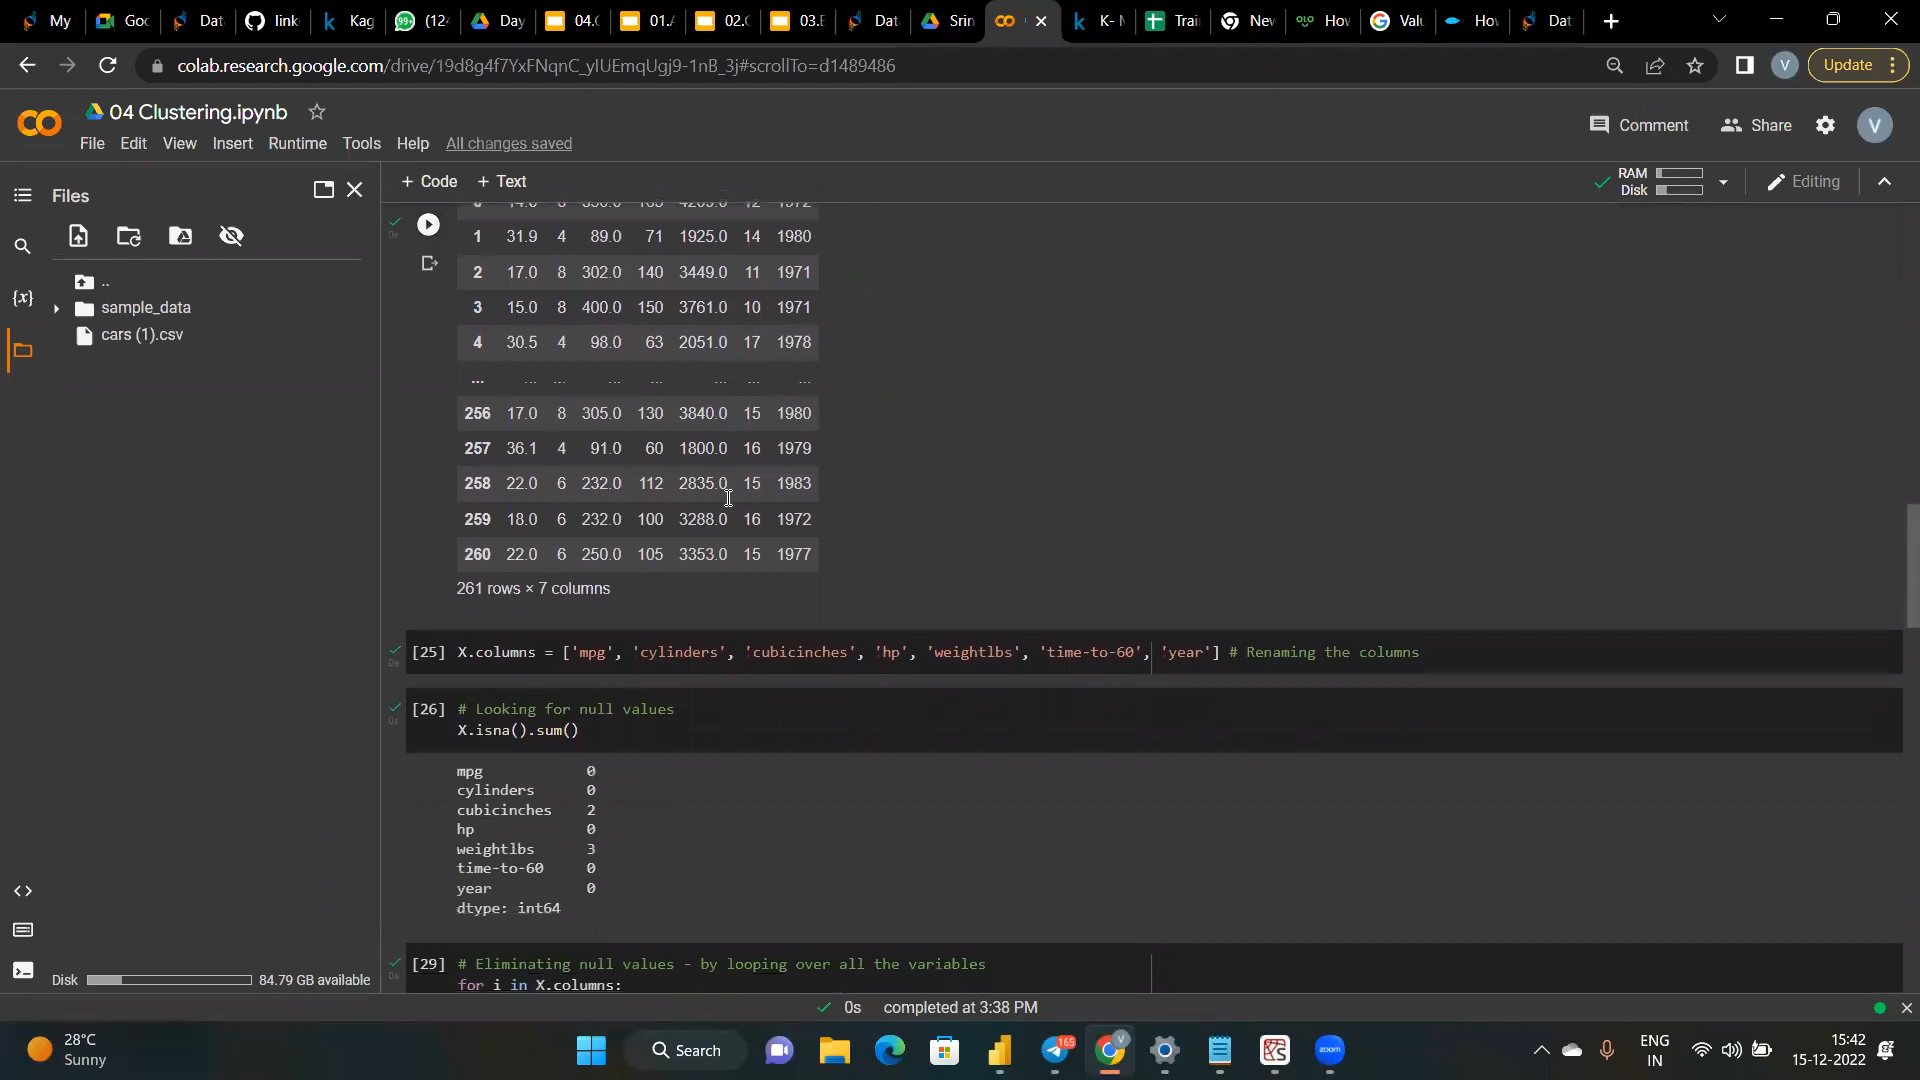 My
Goo
Dat
link
Kag
(124
Day
04.
01.
02.
03.
Dat
Srin
K- M
Trai
Nev
Hov
Valu
Hov
Dat
colab.research.google.com/drive/19d8g4f7YxFNqnC_yIUEmqUgj9-1nB_3j#scrollTo=d1489486
V
Update
04 Clustering.ipynb
Comment
Share
V
File Edit View Insert Runtime Tools Help All changes saved
Files
+ Code + Text
RAM
Disk
Editing
1 31.9 4 89.0 71 1925.0 14 1980
2 17.0 8 302.0 140 3449.0 11 1971
3 15.0 8 400.0 150 3761.0 10 1971
4 30.5 4 98.0 63 2051.0 17 1978
... ... ... ... ... ... ... ...
256 17.0 8 305.0 130 3840.0 15 1980
257 36.1 4 91.0 60 1800.0 16 1979
258 22.0 6 232.0 112 2835.0 15 1983
259 18.0 6 232.0 100 3288.0 16 1972
260 22.0 6 250.0 105 3353.0 15 1977
261 rows × 7 columns
..
sample_data
cars (1).csv
{x}
[25] X.columns = ['mpg', 'cylinders', 'cubicinches', 'hp', 'weightlbs', 'time-to-60', 'year'] # Renaming the columns
[26] # Looking for null values
X.isna().sum()
mpg 0
cylinders 0
cubicinches 2
hp 0
weightlbs 3
time-to-60 0
year 0
dtype: int64
[29] # Eliminating null values - by looping over all the variables
for i in X.columns:
Disk 84.79 GB available
0s completed at 3:38 PM
28°C
Sunny
Search
165
V
zoom
ENG
IN
15:42
15-12-2022